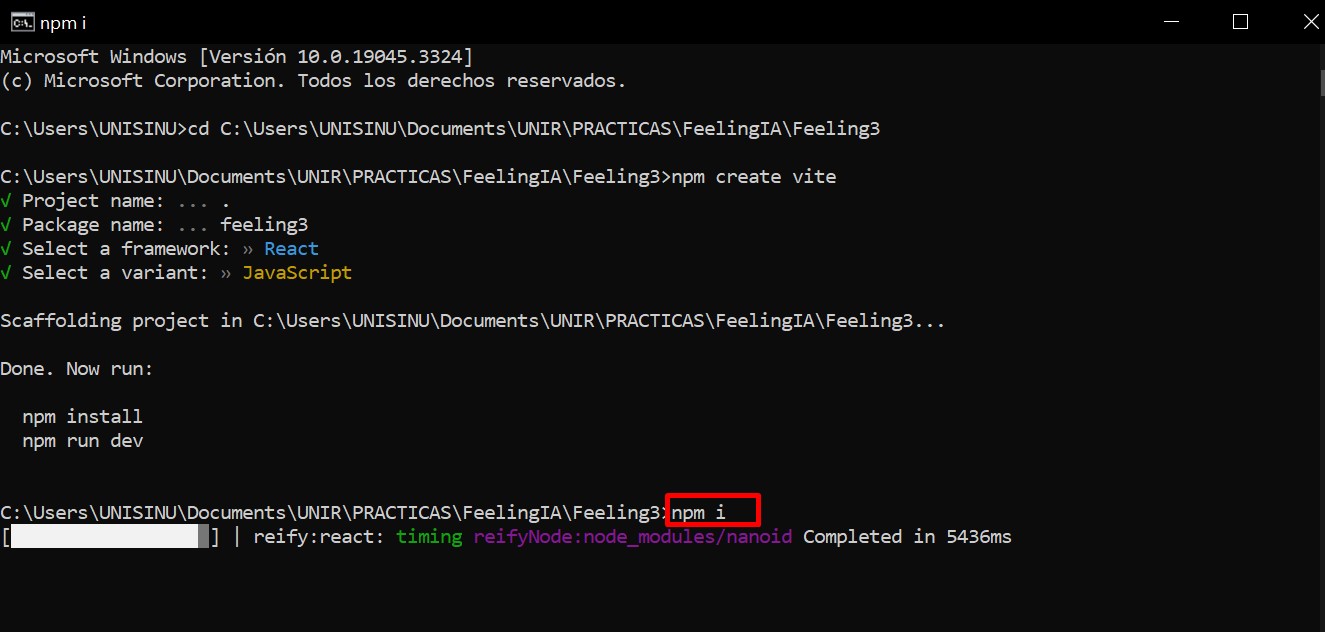 npm i
Microsoft Windows [Versión 10.0.19045.3324]
(c) Microsoft Corporation. Todos los derechos reservados.
C:\Users\UNISINU>cd C:\Users\UNISINU\Documents\UNIR\PRACTICAS\FeelingIA\Feeling3
C:\Users\UNISINU\Documents\UNIR\PRACTICAS\FeelingIA\Feeling3>npm create vite
√ Project name: ... .
√ Package name: ... feeling3
√ Select a framework: » React
√ Select a variant: » JavaScript
Scaffolding project in C:\Users\UNISINU\Documents\UNIR\PRACTICAS\FeelingIA\Feeling3...
Done. Now run:
npm install
npm run dev
C:\Users\UNISINU\Documents\UNIR\PRACTICAS\FeelingIA\Feeling3>npm i
[ ] | reify:react: timing reifyNode:node_modules/nanoid Completed in 5436ms